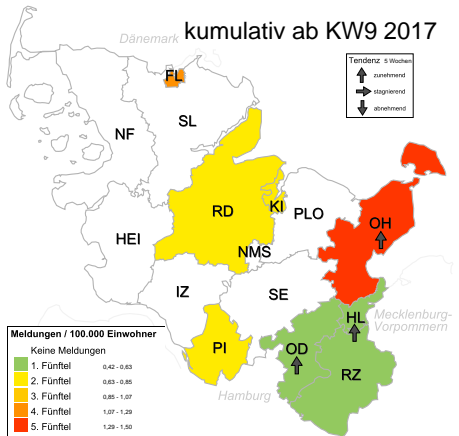 kumulativ ab KW9 2017
Dänemark
Tendenz 5 Wochen
zunehmend
stagnierend
abnehmend
FL
SL
NF
RD
KI
PLO
OH
HEI
NMS
IZ
SE
HL
Mecklenburg-
Vorpommern
PI
OD
RZ
Hamburg
Meldungen / 100.000 Einwohner
Keine Meldungen
1. Fünftel 0,42 - 0,63
2. Fünftel 0,63 - 0,85
3. Fünftel 0,85 - 1,07
4. Fünftel 1,07 - 1,29
5. Fünftel 1,29 - 1,50